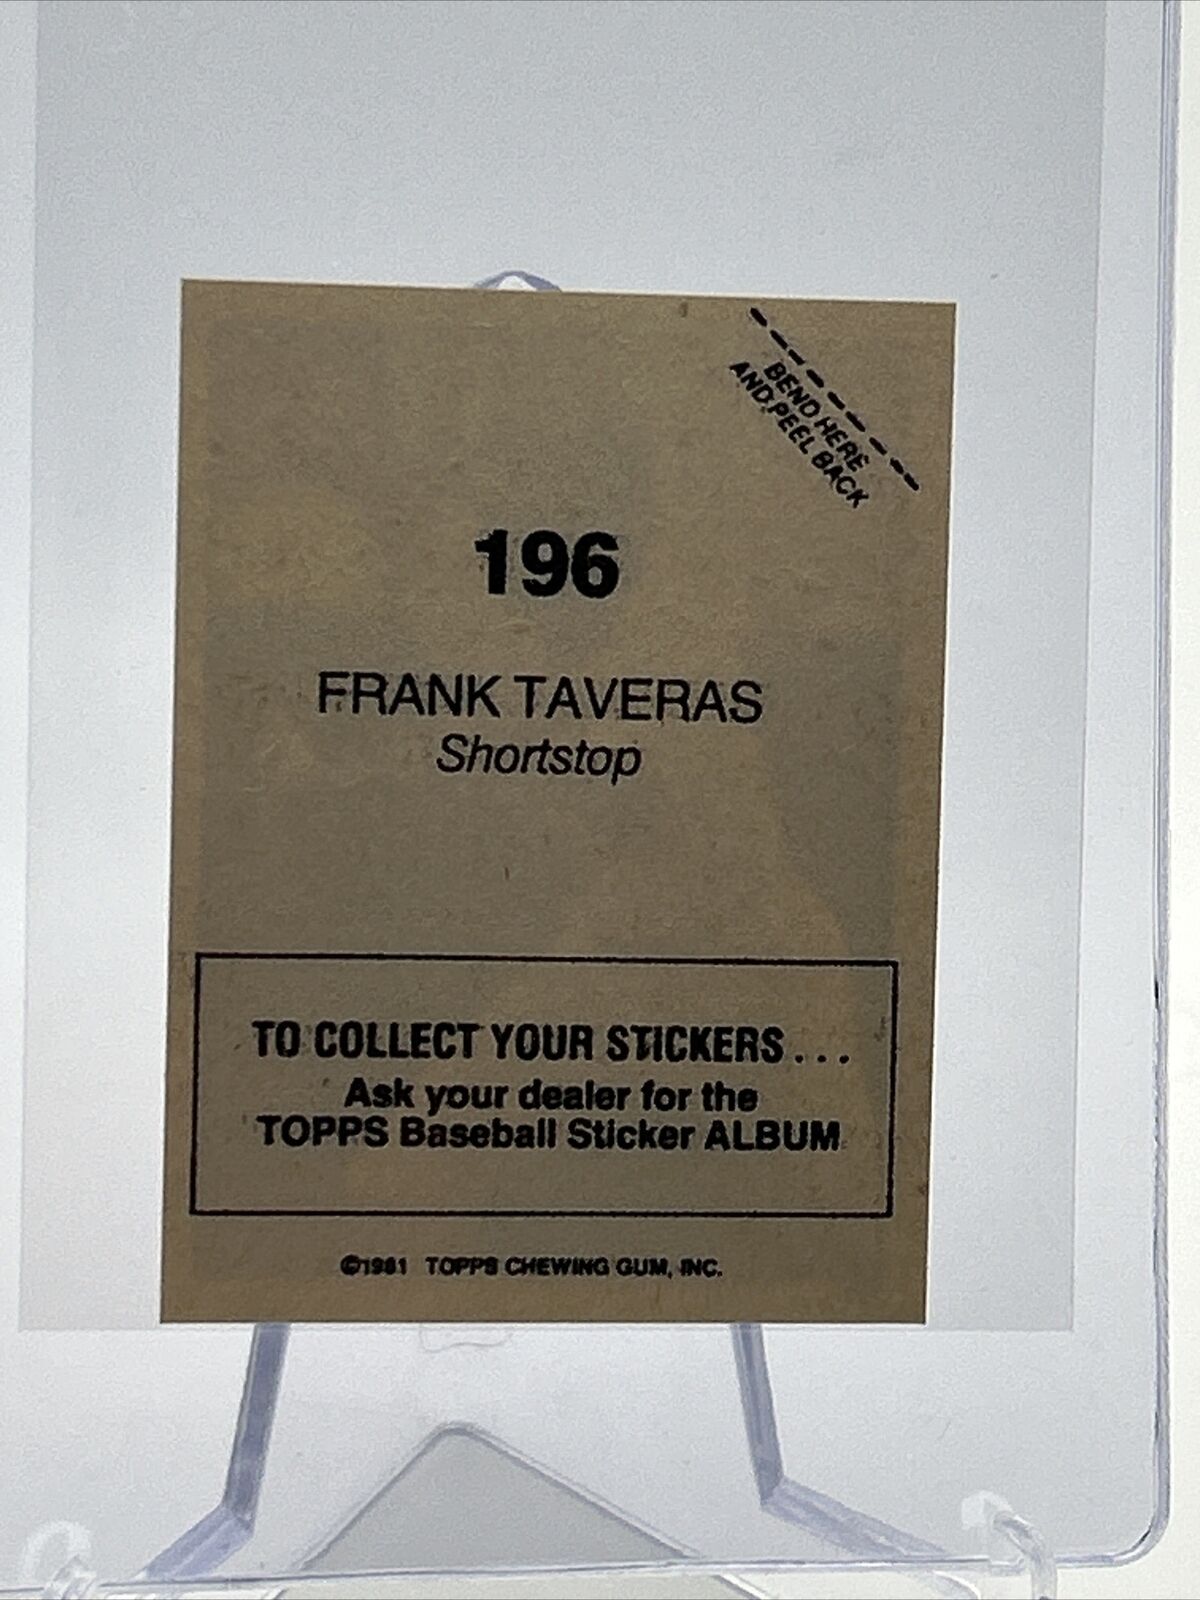 BEND HERE
AND PEEL BACK
196
FRANK TAVERAS
Shortstop
TO COLLECT YOUR STICKERS...
Ask your dealer for the
TOPPS Baseball Sticker ALBUM
©1981 TOPPS CHEWING GUM, INC.